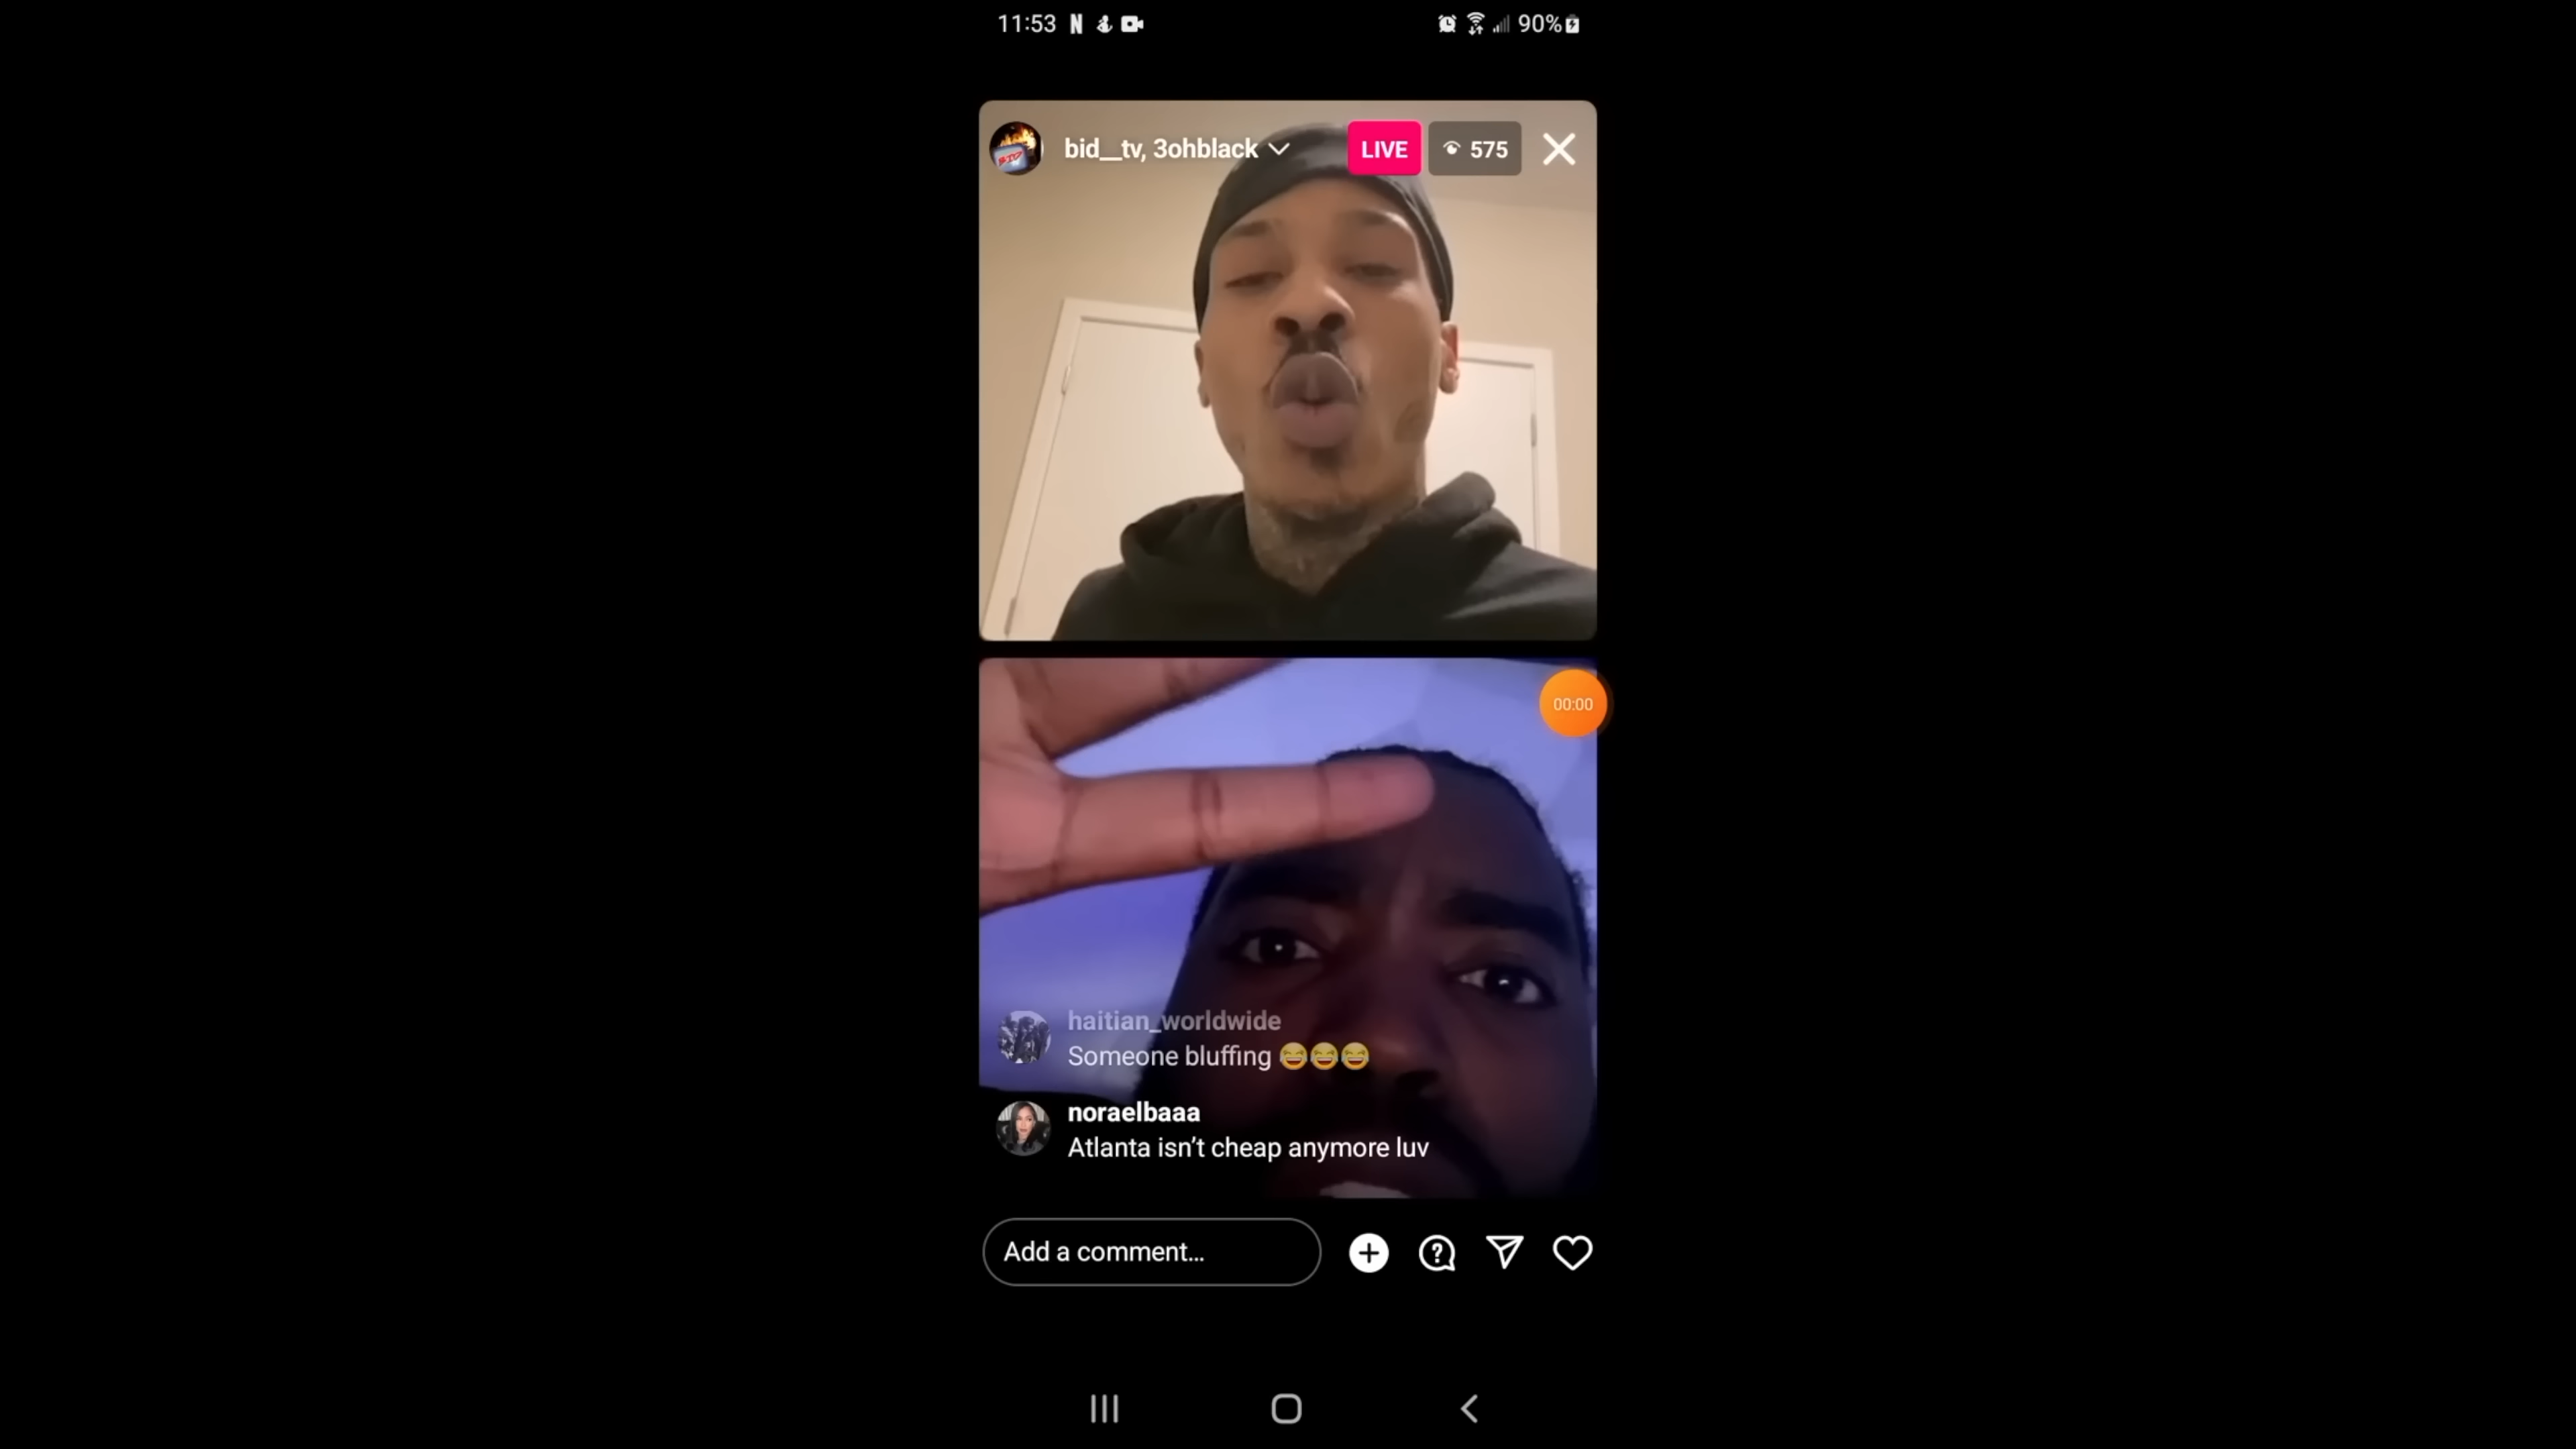 11:53 N 90%
bid__tv, 3ohblack LIVE 575
00:00
haitian_worldwide
Someone bluffing 😂😂😂
noraelbaaa
Atlanta isn't cheap anymore luv
Add a comment...